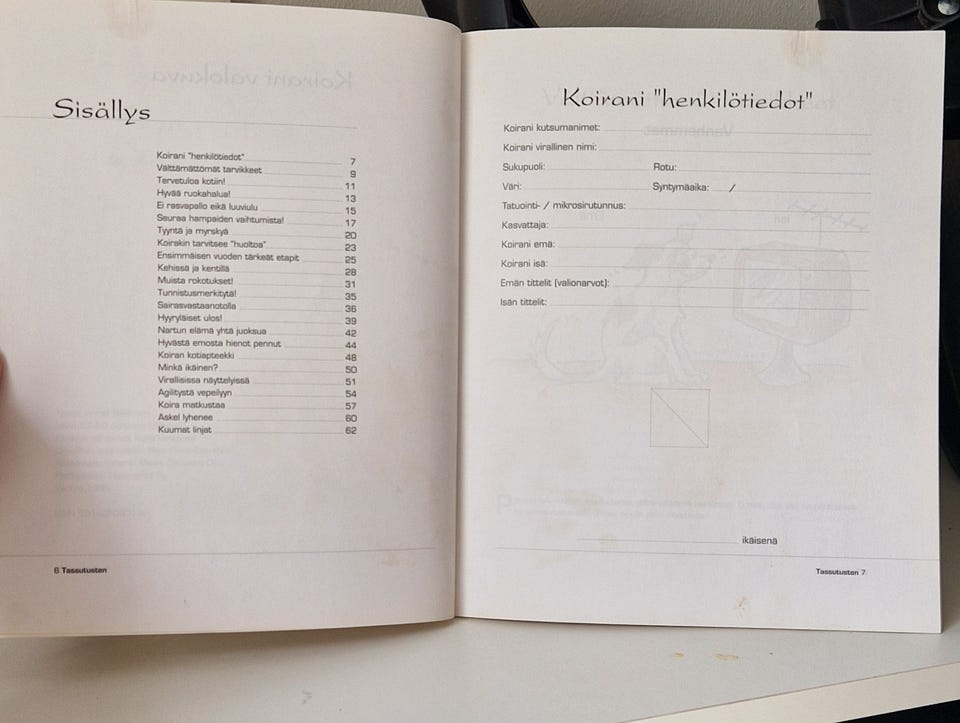 Sisällys
Koirani "henkilötiedot" 7
Välttämättömät tarvikkeet 9
Tervetuloa kotiin! 11
Hyvää ruokahalua! 13
Ei rasvapallo eikä luuviulu 15
Seuraa hampaiden vaihtumista! 17
Tyyntä ja myrskyä 20
Koirakin tarvitsee "huoltoa" 23
Ensimmäisen vuoden tärkeät etapit 25
Kehissä ja kentillä 28
Muista rokotukset! 31
Tunnistusmerkitytä! 35
Sairasvastaanotolla 36
Hyyryläiset ulos! 39
Nartun elämä yhtä juoksua 42
Hyvästä emosta hienot pennut 44
Koiran kotiapteekki 48
Minkä ikäinen? 50
Virallisissa näyttelyissä 51
Agilitystä vepeilyyn 54
Koira matkustaa 57
Askel lyhenee 60
Kuumat linjat 62
6 Tassutusten
Koirani "henkilötiedot"
Koirani kutsumanimet:
Koirani virallinen nimi:
Sukupuoli: Rotu:
Väri: Syntymäaika: /
Tatuointi- / mikrosirutunnus:
Kasvattaja:
Koirani emä:
Koirani isä:
Emän tittelit (valionarvot):
Isän tittelit:
ikäisenä
Tassutusten 7